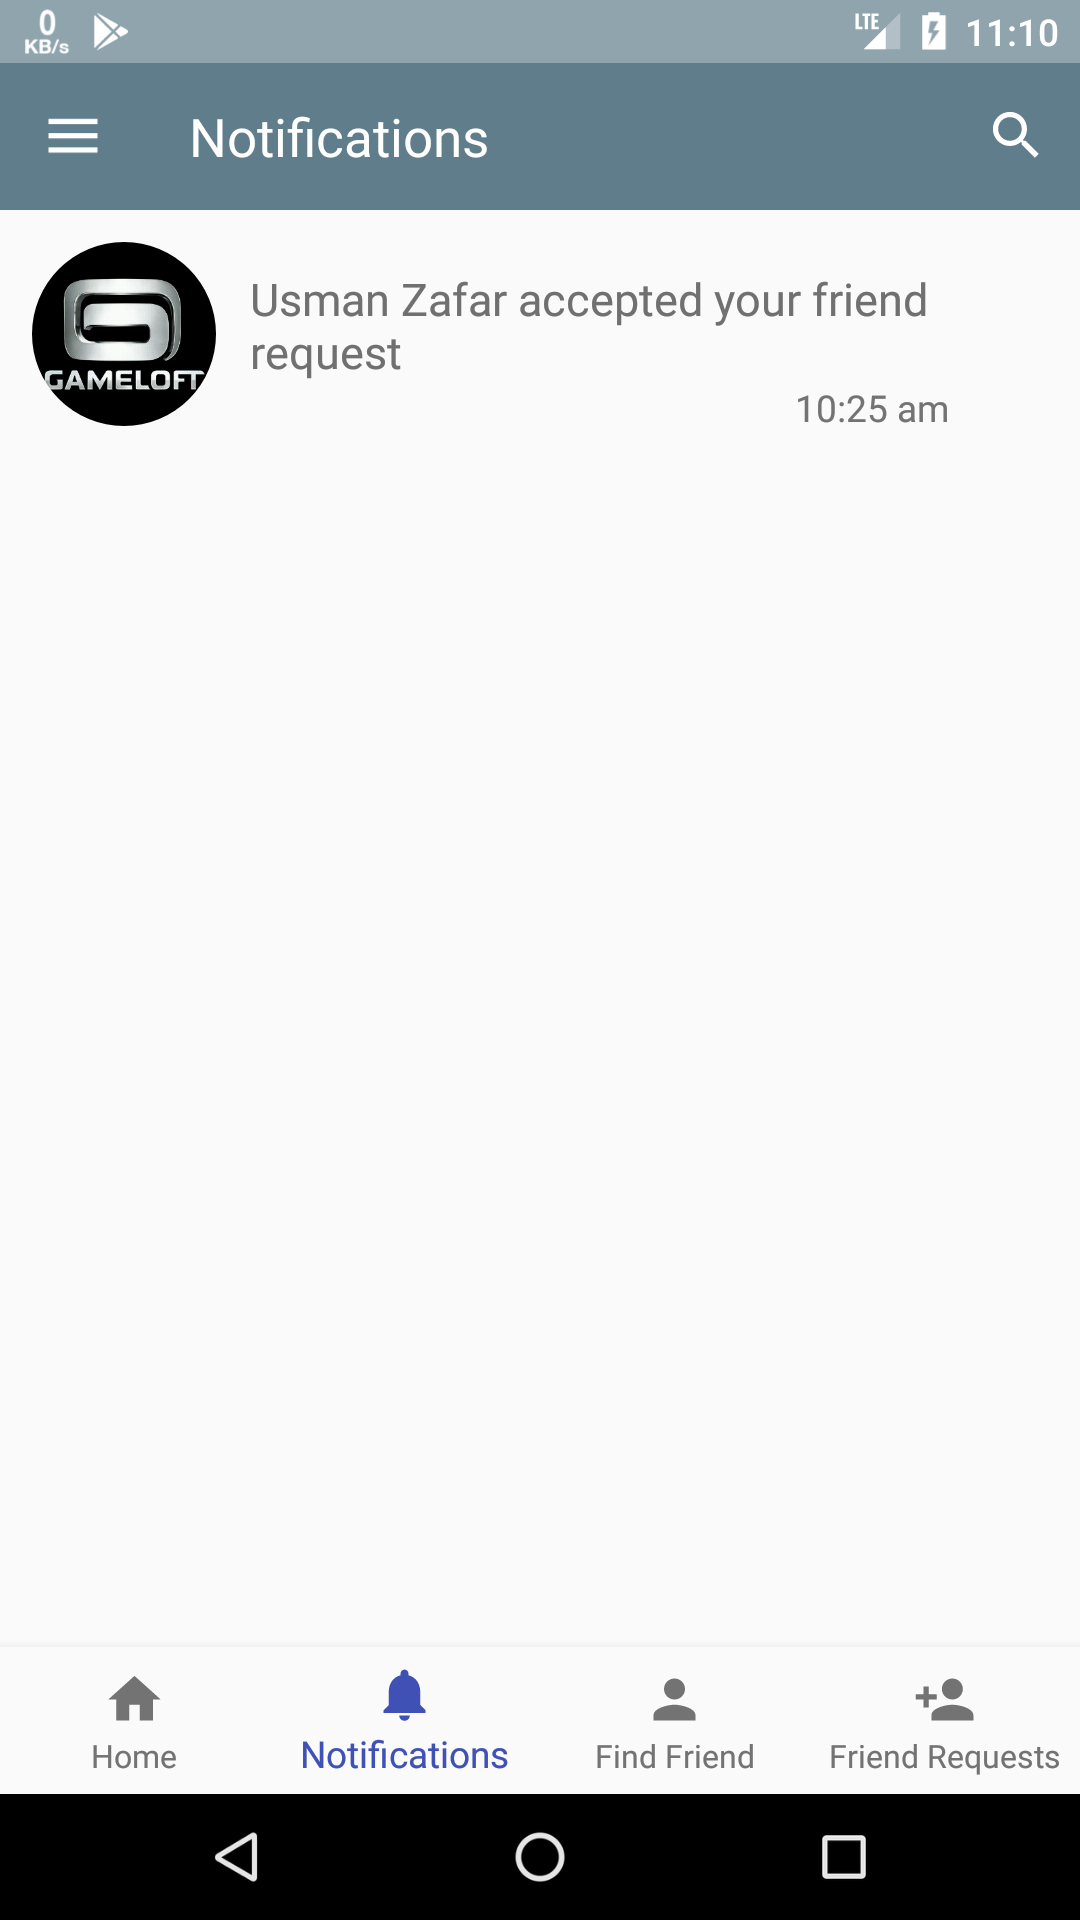 0
KB/s
LTE
11:10
Notifications
GAMELOFT
Usman Zafar accepted your friend
request
10:25 am
Home
Notifications
Find Friend
Friend Requests